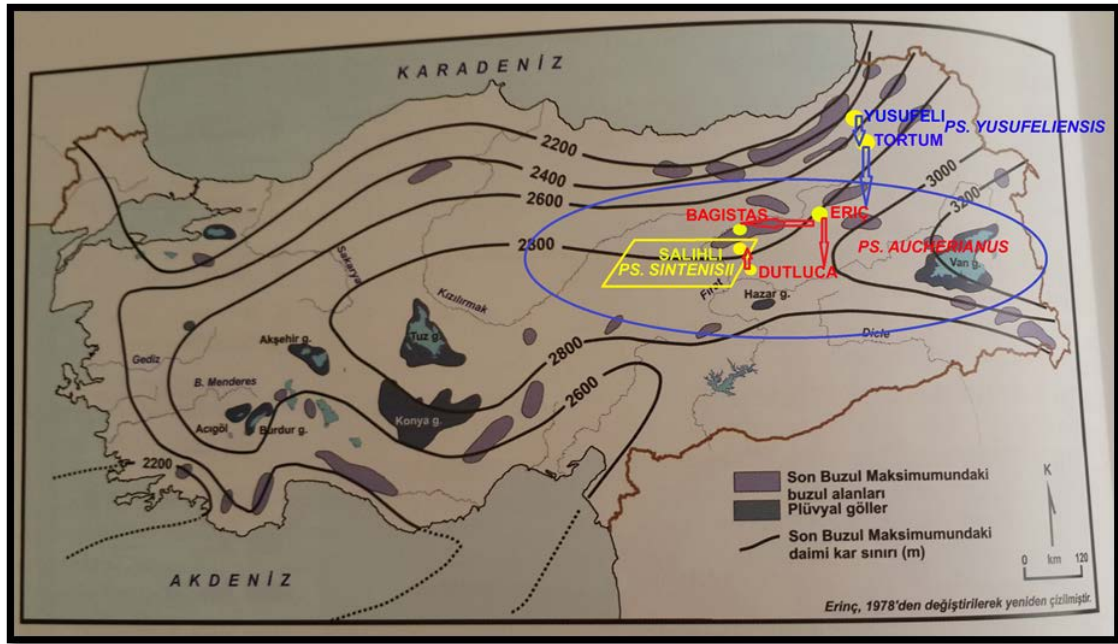 KARADENİZ
YUSUFELI
PS. YUSUFELIENSIS
TORTUM
2200
2400
2600
3000
3200
BAGISTAS
ERIÇ
2800
SALIHLI
PS. SINTENISII
PS. AUCHERIANUS
Van g.
DUTLUCA
Sakarya
Kızılırmak
Fırat
Hazar g.
Dicle
Tuz g.
Akşehir g.
Gediz
2800
B. Menderes
2600
Konya g.
Acıgöl
Burdur g.
2200
Son Buzul Maksimumundaki
buzul alanları
Plüvyal göller
Son Buzul Maksimumundaki
daimi kar sınırı (m)
K
0
km
120
AKDENİZ
Erinç, 1978'den değiştirilerek yeniden çizilmiştir.